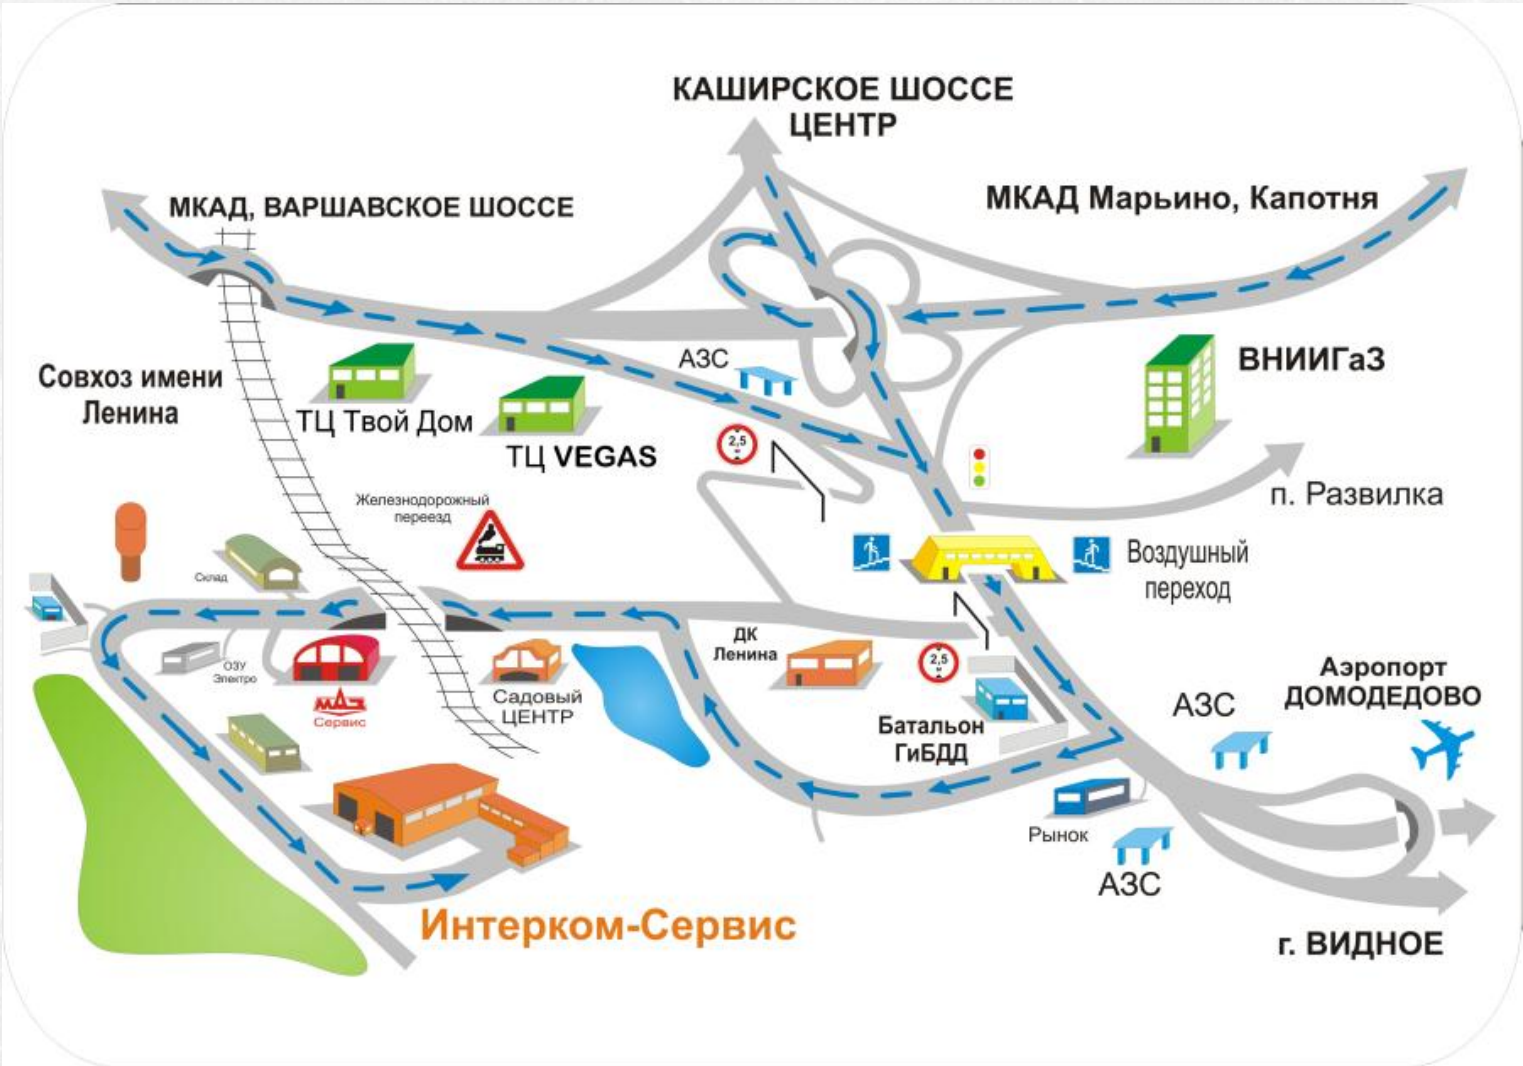 КАШИРСКОЕ ШОССЕ
ЦЕНТР
МКАД, ВАРШАВСКОЕ ШОССЕ
МКАД Марьино, Капотня
Совхоз имени
Ленина
ТЦ Твой Дом
ТЦ VEGAS
АЗС
2,5
м
ВНИИГаЗ
п. Развилка
Железнодорожный
переезд
Воздушный
переход
Склад
ОЗУ
Электро
МАЗ
Сервис
Садовый
ЦЕНТР
ДК
Ленина
2,5
м
Батальон
ГиБДД
АЗС
Аэропорт
ДОМОДЕДОВО
Рынок
АЗС
Интерком-Сервис
г. ВИДНОЕ